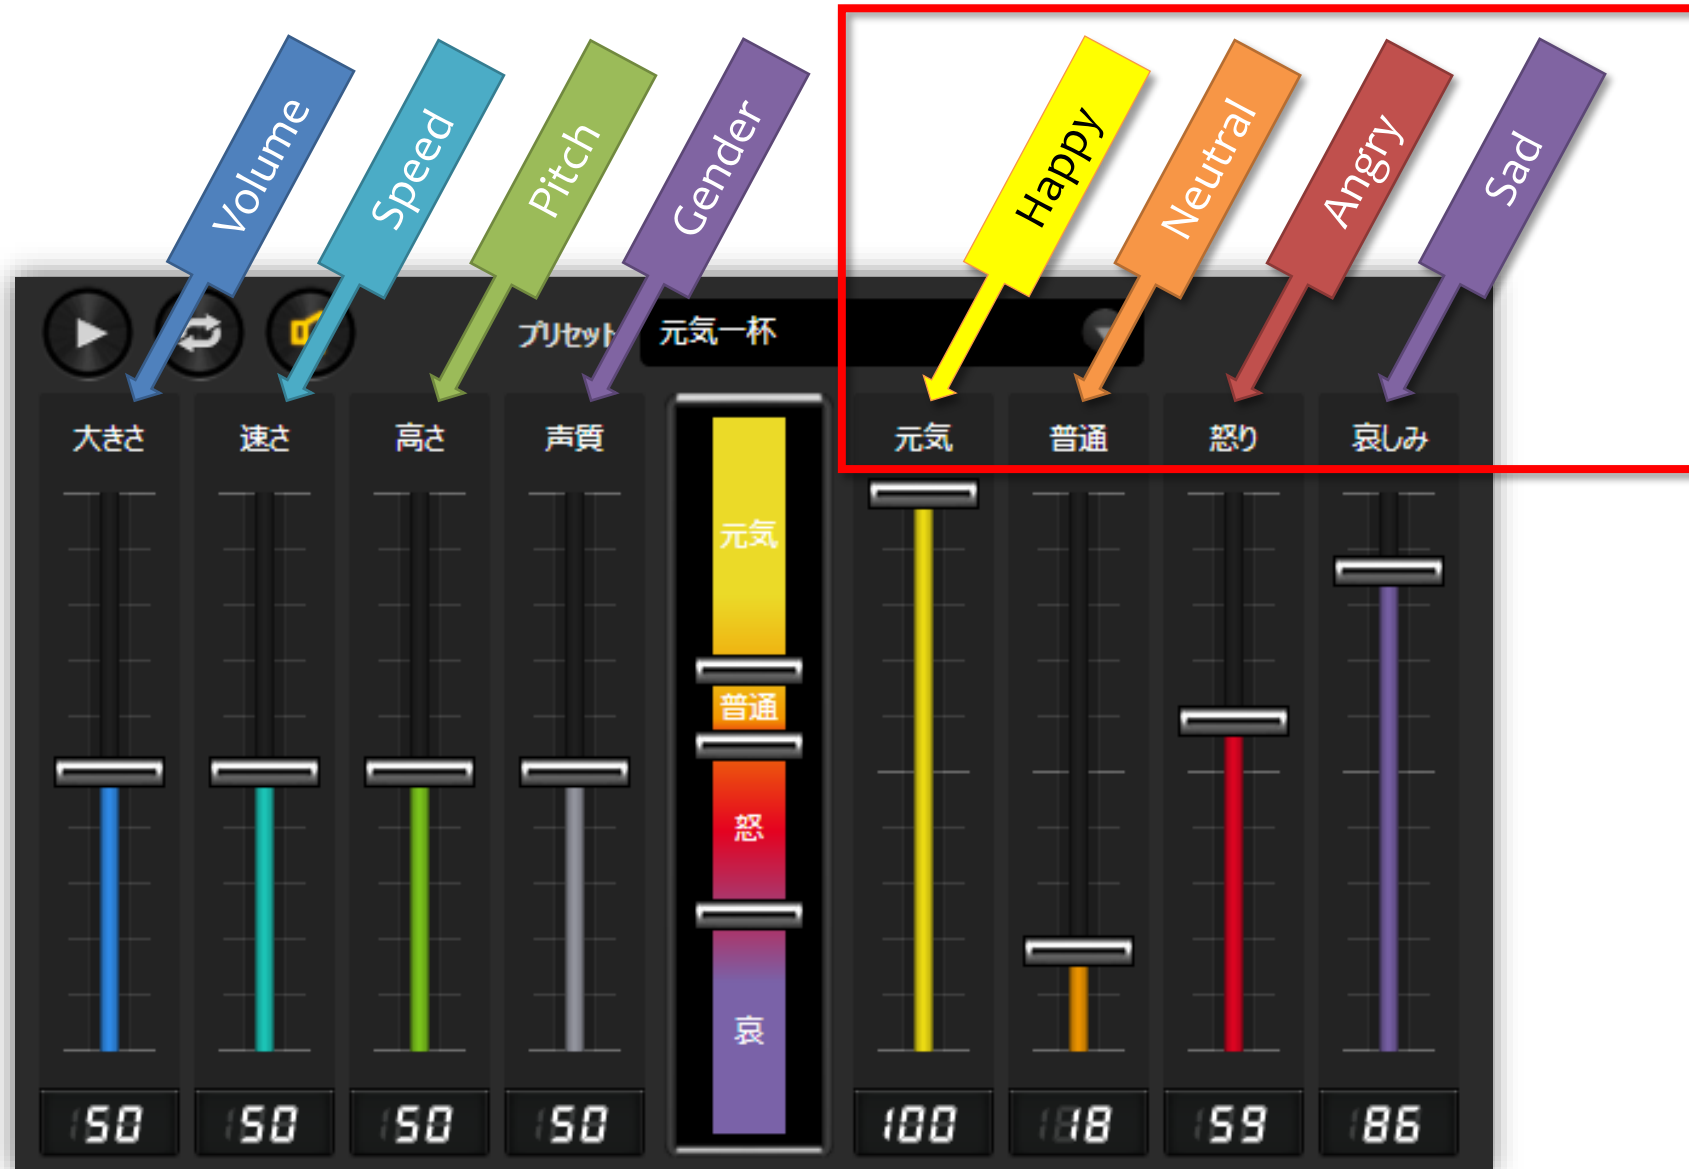 Volume
Speed
Pitch
Gender
Happy
Neutral
Angry
Sad
プリセット 元気一杯
大きさ
速さ
高さ
声質
元気
普通
怒り
哀しみ
元気
普通
怒
哀
50
50
50
50
100
18
59
86